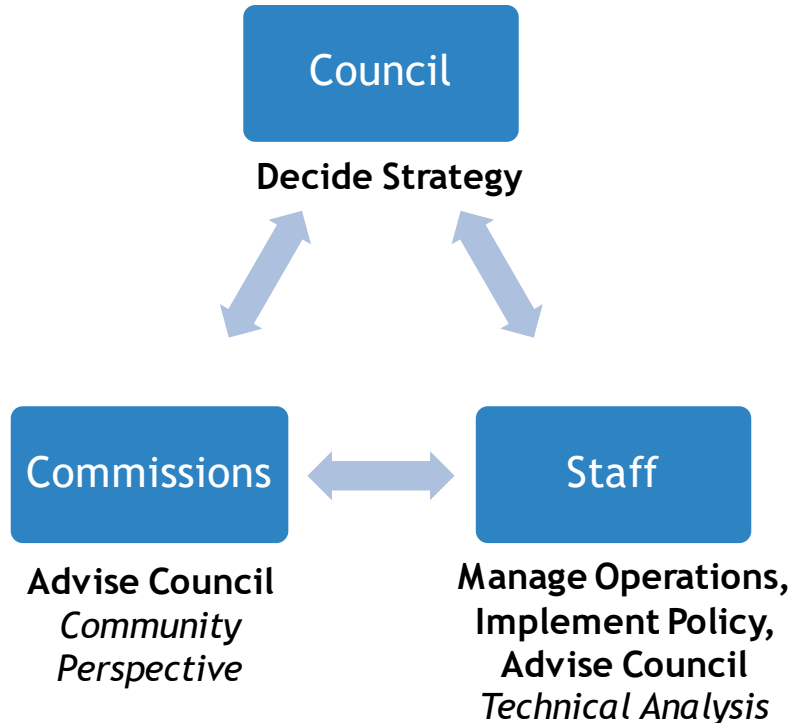 Council
Decide Strategy
Commissions
Staff
Advise Council
Community
Perspective
Manage Operations,
Implement Policy,
Advise Council
Technical Analysis